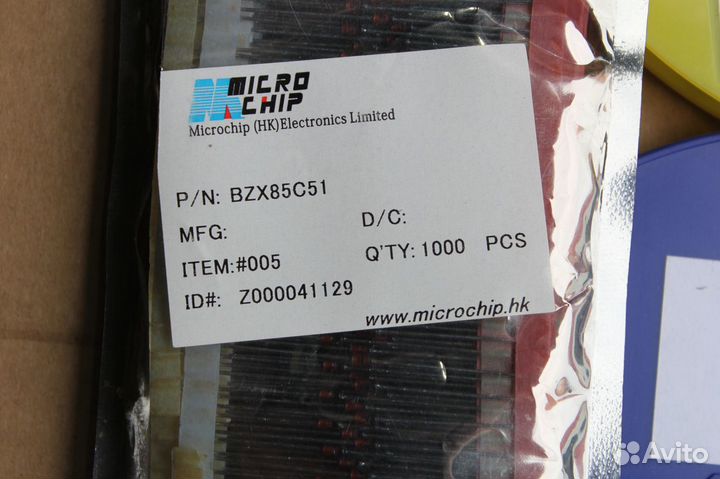 MICRO
CHIP
Microchip (HK)Electronics Limited
P/N: BZX85C51
MFG:
D/C:
ITEM:#005
Q'TY: 1000 PCS
ID#: Z000041129
www.microchip.hk
Avito